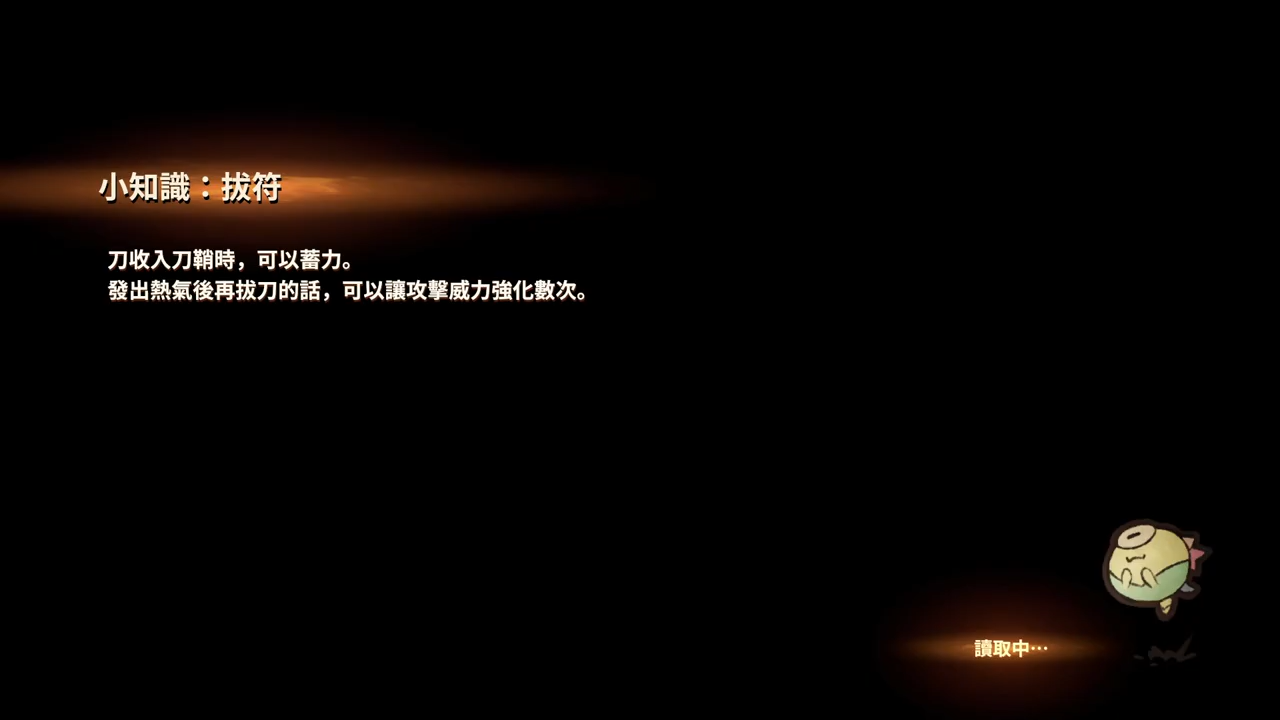 小知識：拔符
刀收入刀鞘時，可以蓄力。
發出熱氣後再拔刀的話，可以讓攻擊威力強化數次。
讀取中⋯